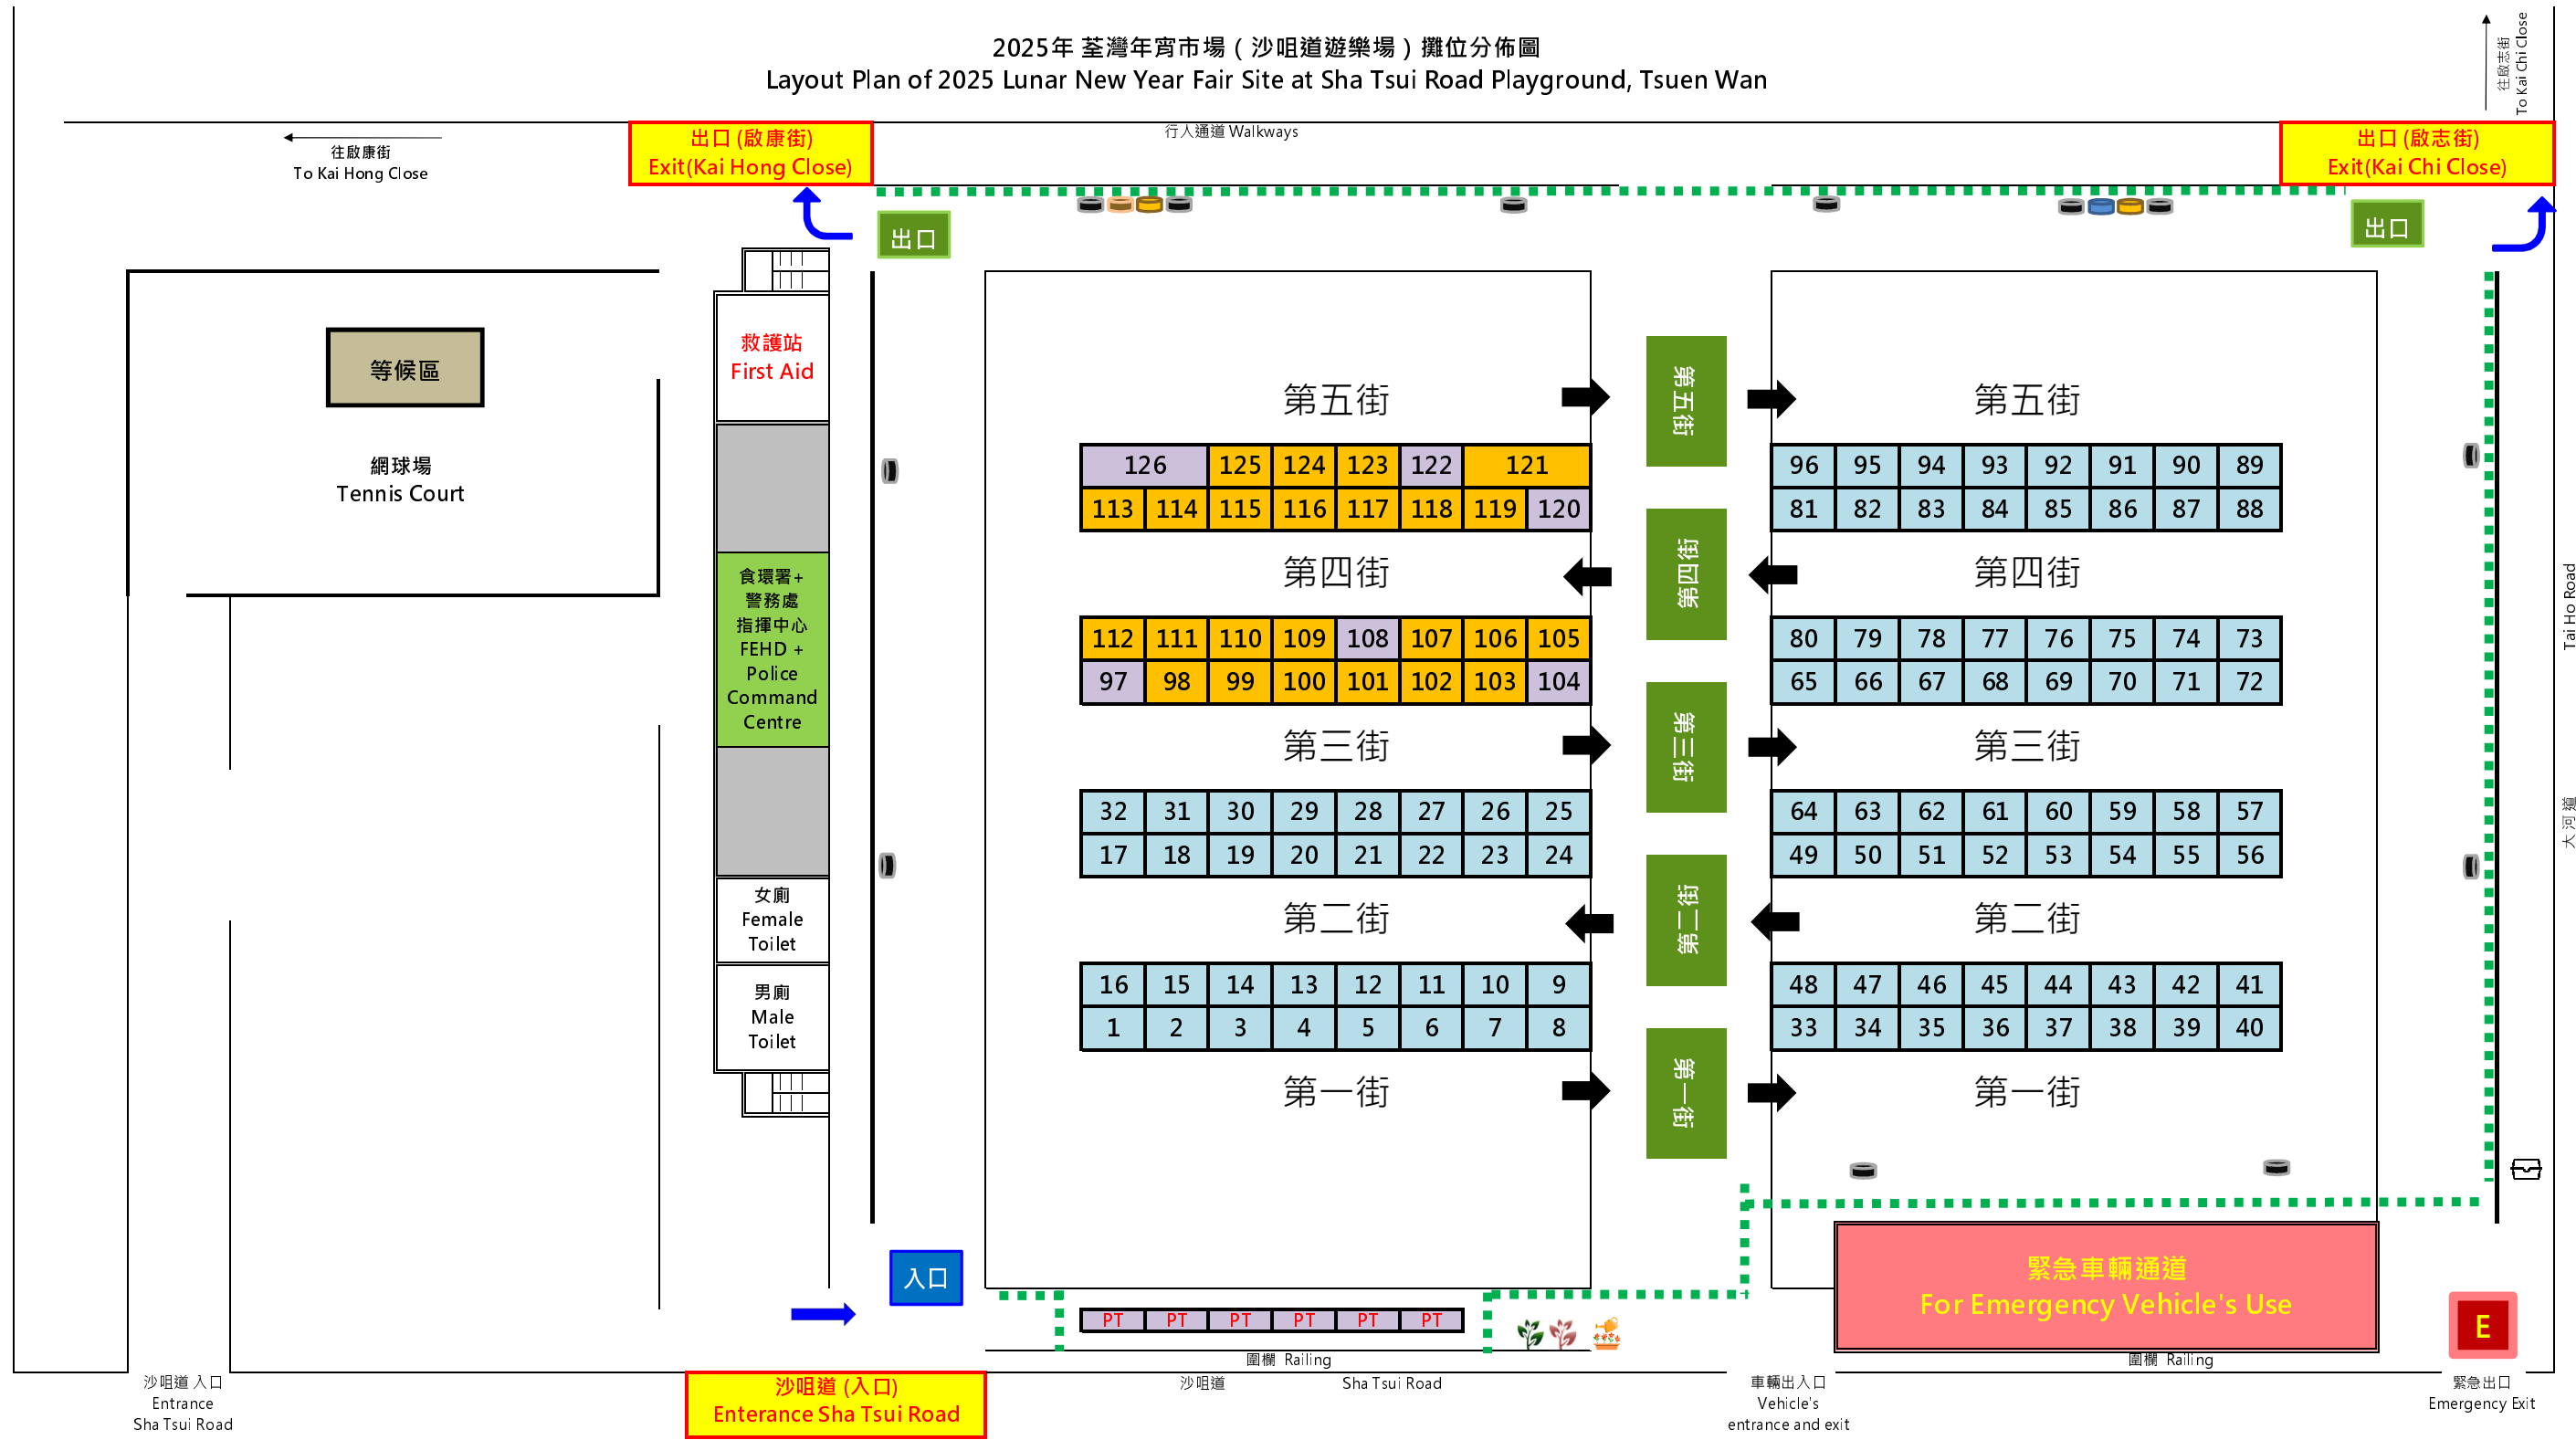 2025年 荃灣年宵市場 ( 沙咀道遊樂場 ) 攤位分佈圖
Layout Plan of 2025 Lunar New Year Fair Site at Sha Tsui Road Playground, Tsuen Wan
往啟志街
To Kai Chi Close
往啟康街
To Kai Hong Close
出口 (啟康街)
Exit(Kai Hong Close)
行人通道 Walkways
出口 (啟志街)
Exit(Kai Chi Close)
出口
出口
等候區
網球場
Tennis Court
救護站
First Aid
食環署+
警務處
指揮中心
FEHD +
Police
Command
Centre
女廁
Female
Toilet
男廁
Male
Toilet
第五街
第五街
第五街
126 125 124 123 122 121
113 114 115 116 117 118 119 120
96 95 94 93 92 91 90 89
81 82 83 84 85 86 87 88
第四街
第四街
第四街
112 111 110 109 108 107 106 105
97 98 99 100 101 102 103 104
80 79 78 77 76 75 74 73
65 66 67 68 69 70 71 72
第三街
第三街
第三街
32 31 30 29 28 27 26 25
17 18 19 20 21 22 23 24
64 63 62 61 60 59 58 57
49 50 51 52 53 54 55 56
第二街
第二街
第二街
16 15 14 13 12 11 10 9
1 2 3 4 5 6 7 8
48 47 46 45 44 43 42 41
33 34 35 36 37 38 39 40
第一街
第一街
第一街
Tai Ho Road
大河道
入口
PT PT PT PT PT PT
緊急車輛通道
For Emergency Vehicle's Use
E
圍欄 Railing
圍欄 Railing
沙咀道 入口
Entrance
Sha Tsui Road
沙咀道 (入口)
Enterance Sha Tsui Road
沙咀道 Sha Tsui Road
車輛出入口
Vehicle's
entrance and exit
緊急出口
Emergency Exit